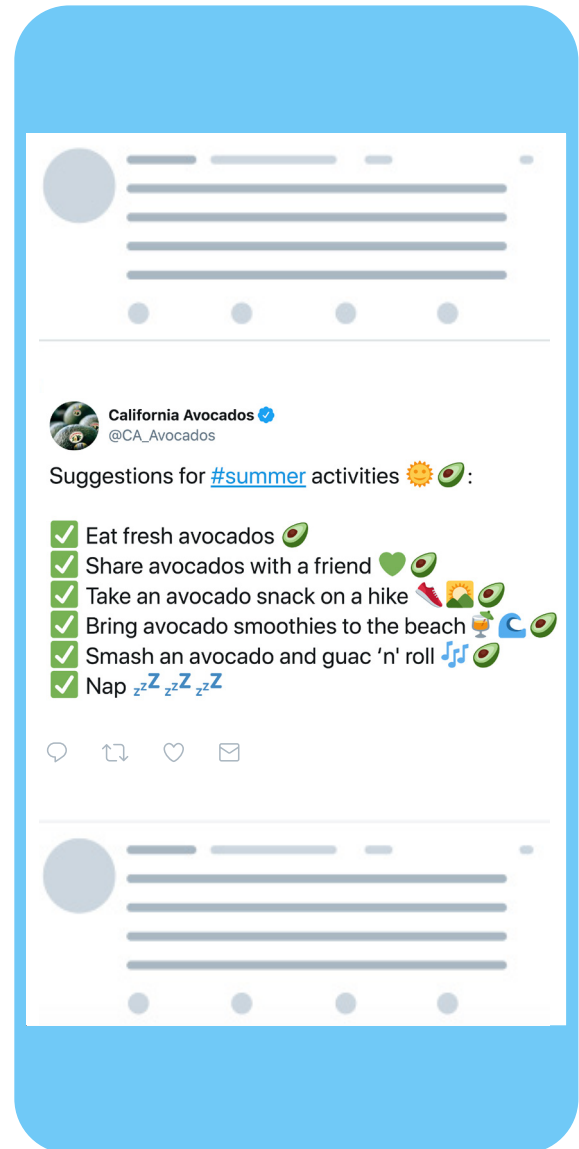 California Avocados
@CA_Avocados
Suggestions for #summer activities 🌞🥑:
✅ Eat fresh avocados 🥑
✅ Share avocados with a friend 💚🥑
✅ Take an avocado snack on a hike 👟🌄🥑
✅ Bring avocado smoothies to the beach 🍹🌊🥑
✅ Smash an avocado and guac ‘n' roll 🎶🥑
✅ Nap 💤💤💤